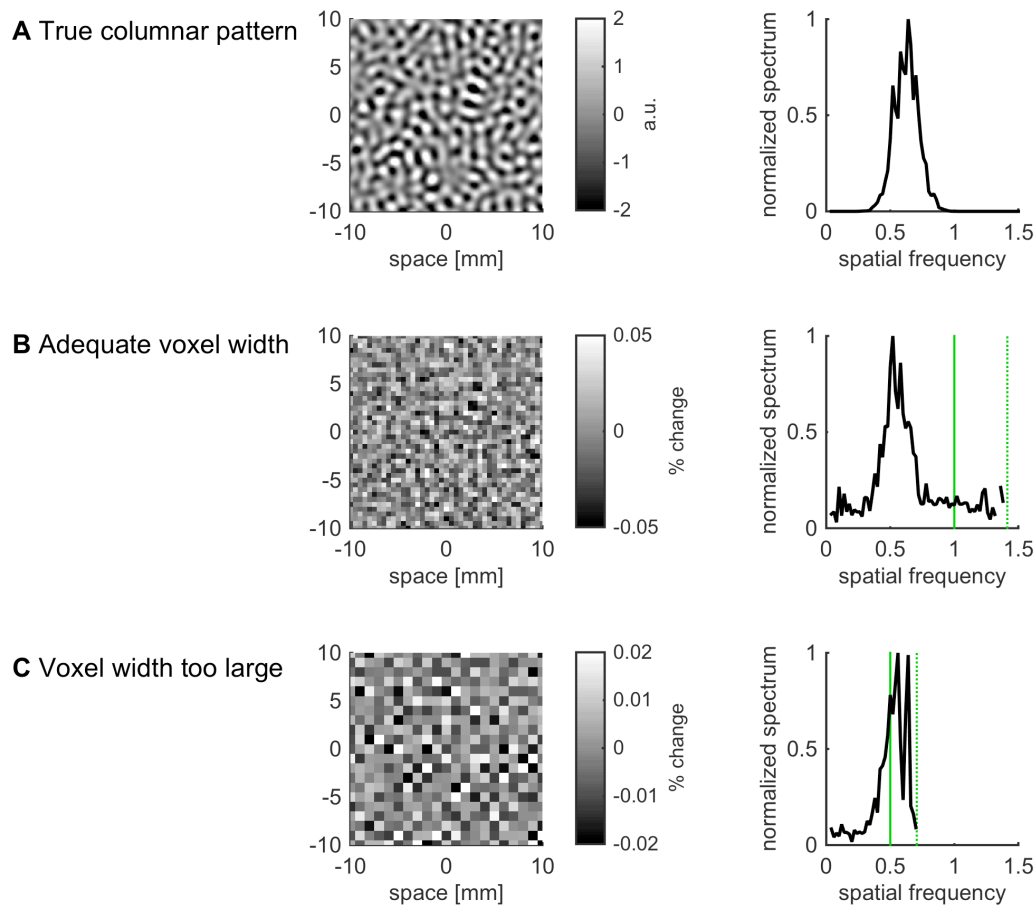 A True columnar pattern
10
5
0
-5
-10
-10 0 10
space [mm]
2
1
0
-1
-2
a.u.
normalized spectrum
1
0.5
0
0 0.5 1 1.5
spatial frequency
B Adequate voxel width
10
5
0
-5
-10
-10 0 10
space [mm]
0.05
0
-0.05
% change
normalized spectrum
1
0.5
0
0 0.5 1 1.5
spatial frequency
C Voxel width too large
10
5
0
-5
-10
-10 0 10
space [mm]
0.02
0.01
0
-0.01
-0.02
% change
normalized spectrum
1
0.5
0
0 0.5 1 1.5
spatial frequency